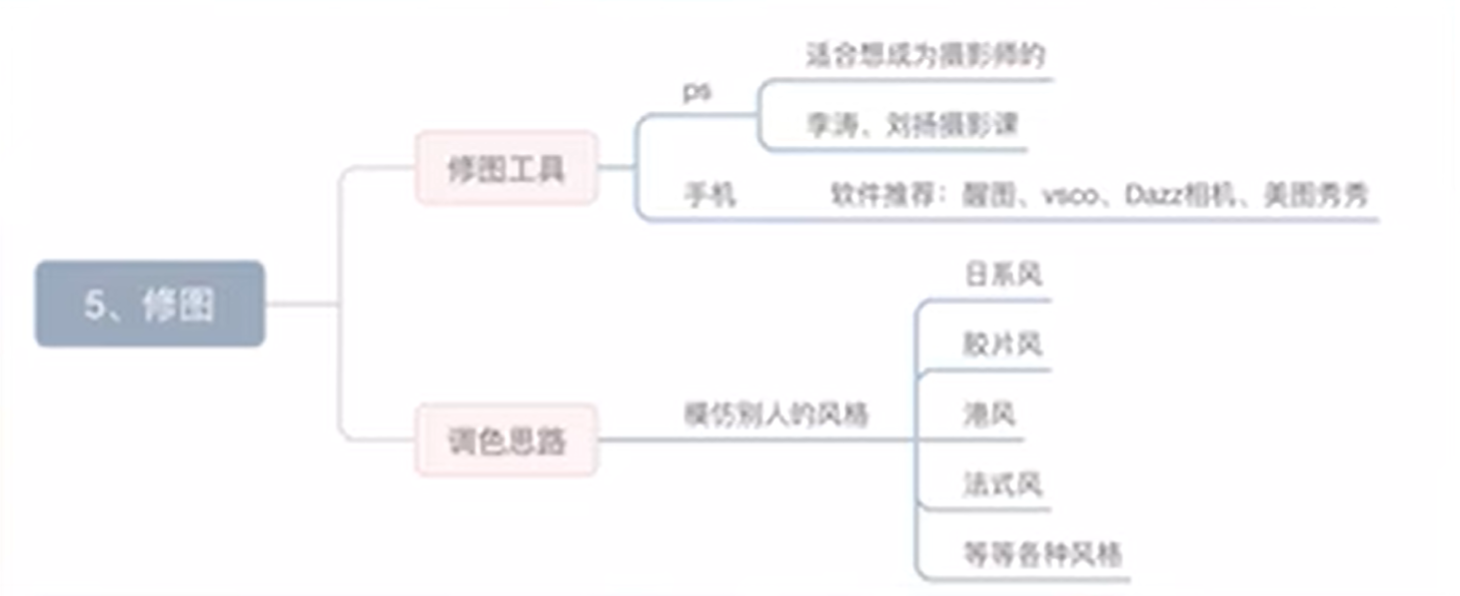 5、修图
修图工具
ps
适合想成为摄影师的
李涛、刘扬摄影课
手机
软件推荐：醒图、vsco、Dazz相机、美图秀秀
调色思路
模仿别人的风格
日系风
胶片风
港风
法式风
等等各种风格